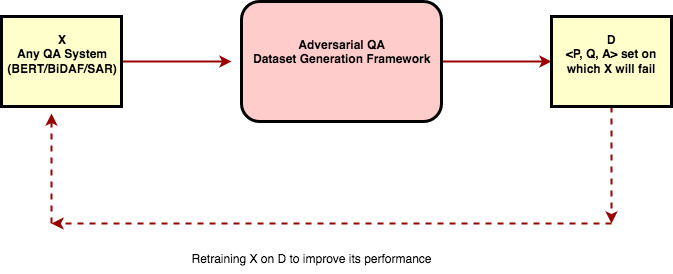 X
Any QA System
(BERT/BiDAF/SAR)
Adversarial QA
Dataset Generation Framework
D
<P, Q, A> set on
which X will fail
Retraining X on D to improve its performance